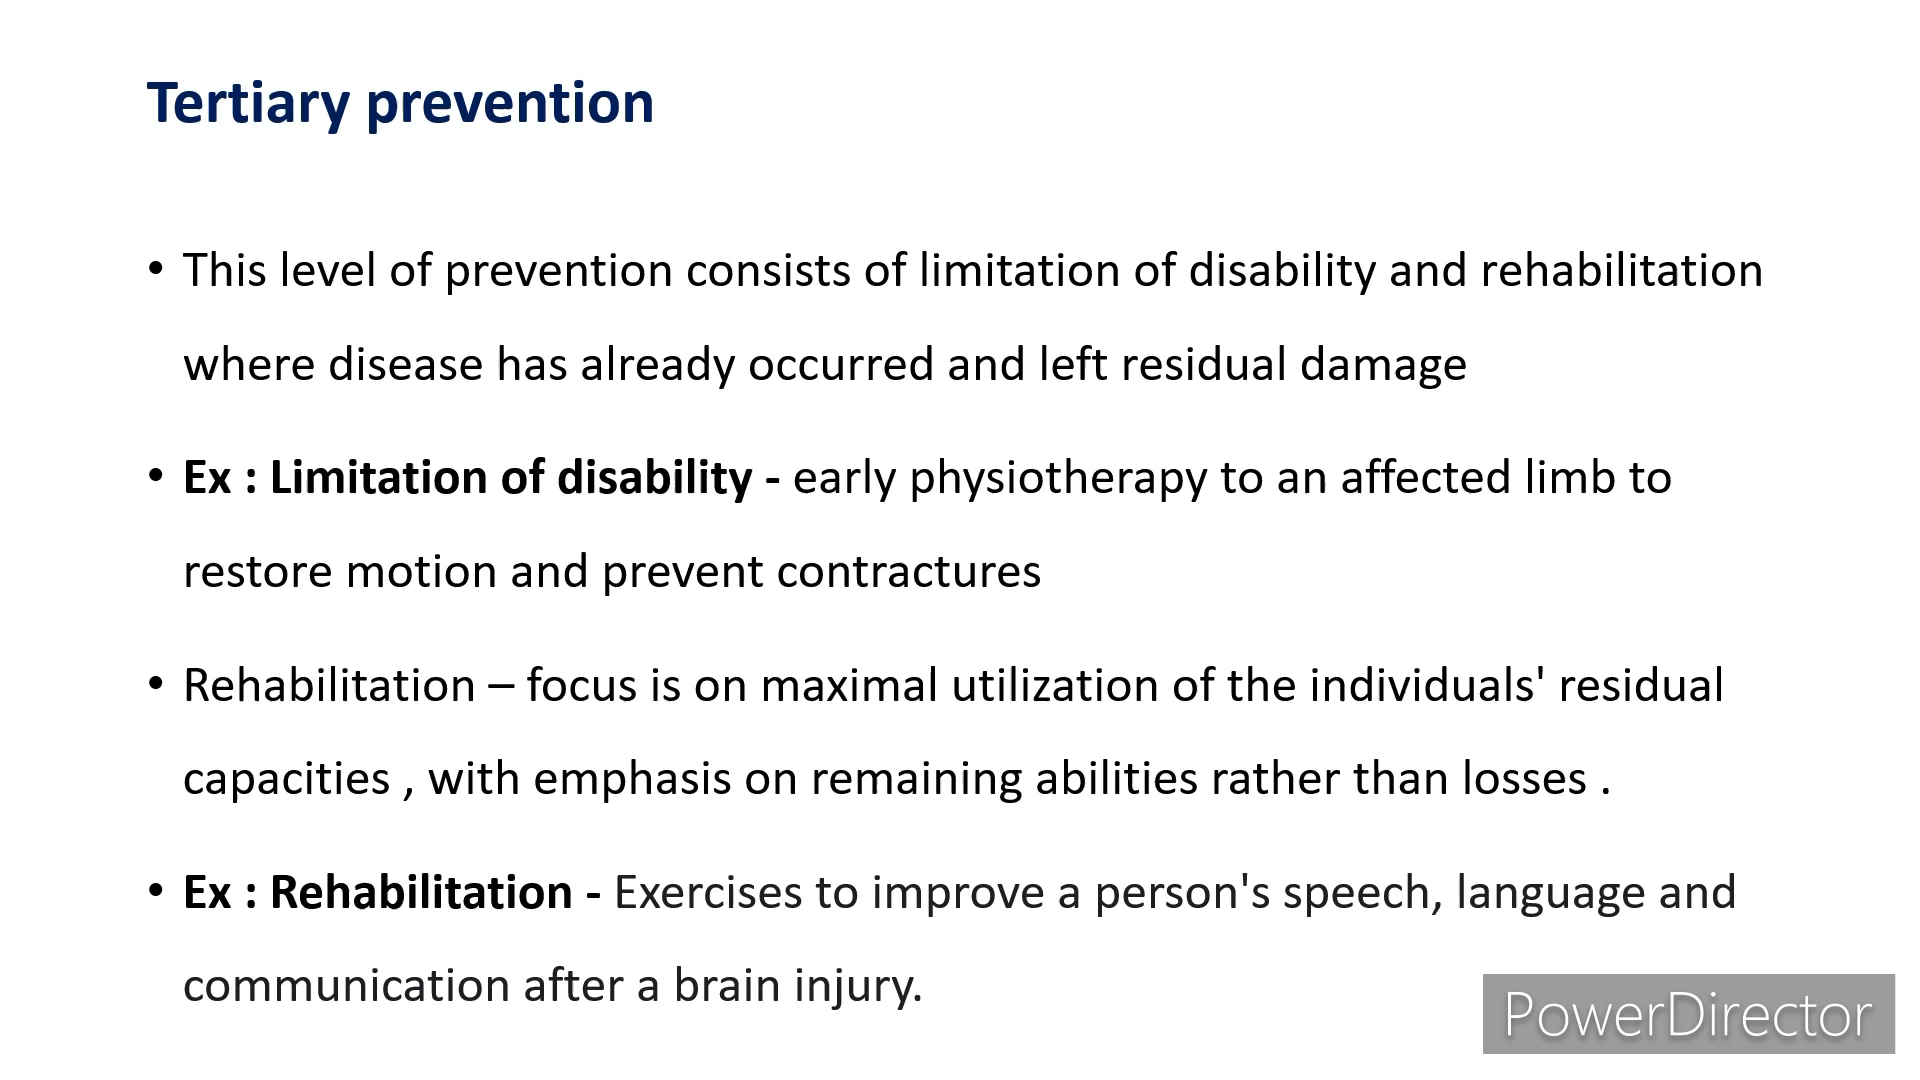 Tertiary prevention
• This level of prevention consists of limitation of disability and rehabilitation
where disease has already occurred and left residual damage
• Ex : Limitation of disability - early physiotherapy to an affected limb to
restore motion and prevent contractures
• Rehabilitation – focus is on maximal utilization of the individuals' residual
capacities , with emphasis on remaining abilities rather than losses .
• Ex : Rehabilitation - Exercises to improve a person's speech, language and
communication after a brain injury.
PowerDirector